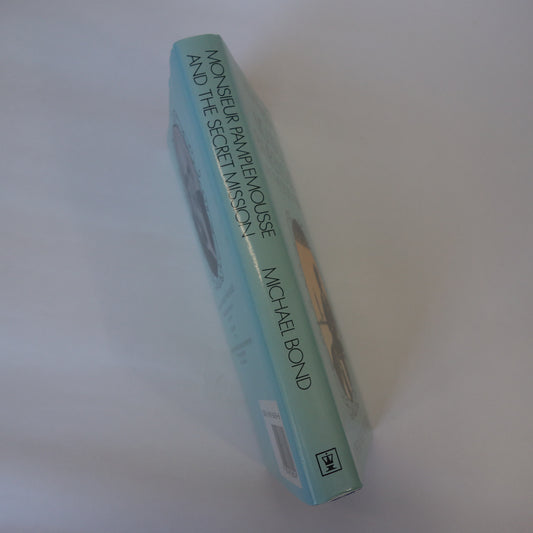 MONSIEUR PAMPLEMOUSSE
AND THE SECRET MISSION
MICHAEL BOND